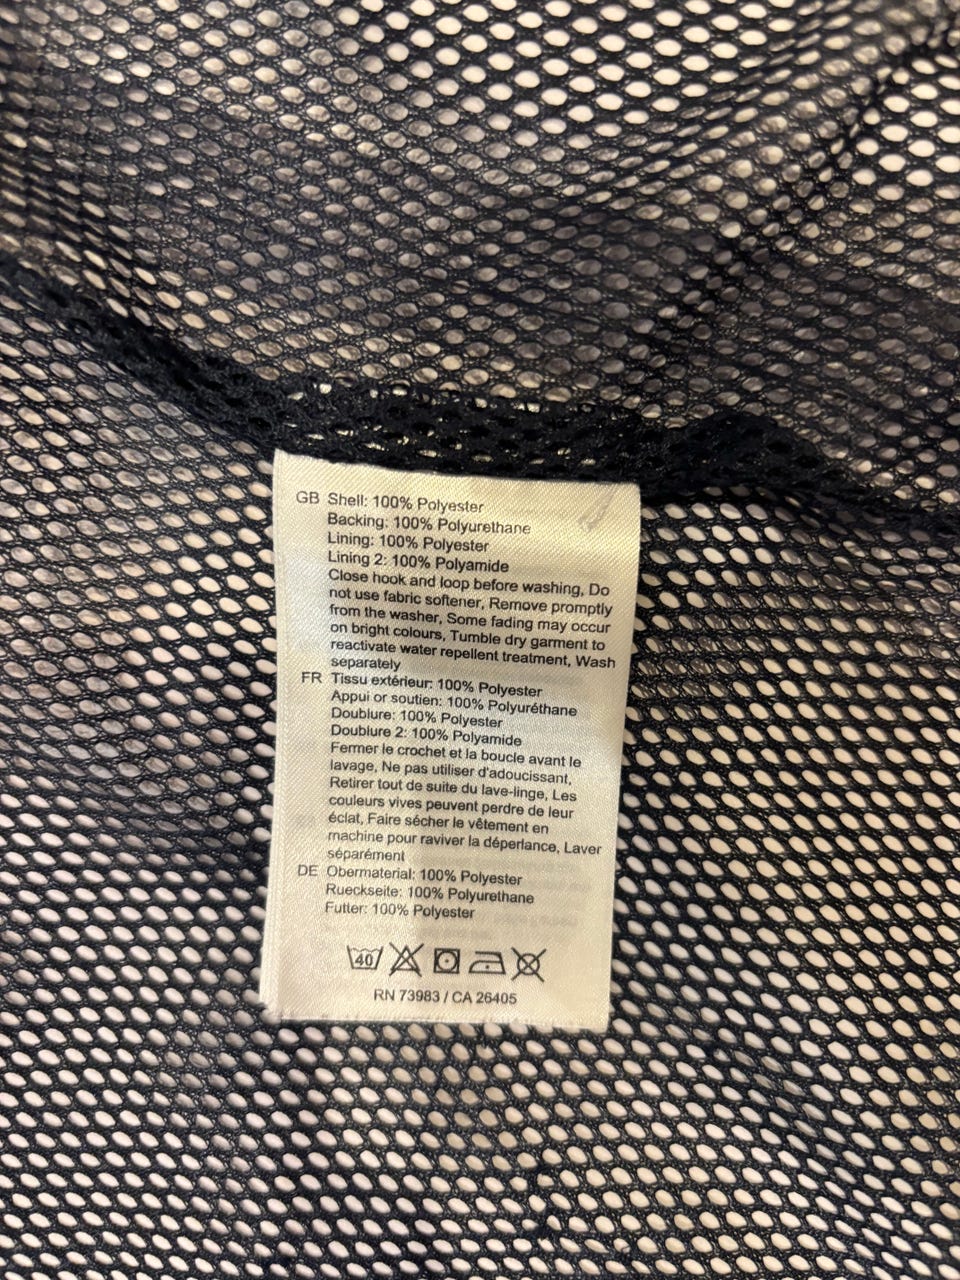 GB Shell: 100% Polyester
Backing: 100% Polyurethane
Lining: 100% Polyester
Lining 2: 100% Polyamide
Close hook and loop before washing, Do
not use fabric softener, Remove promptly
from the washer, Some fading may occur
on bright colours, Tumble dry garment to
reactivate water repellent treatment, Wash
separately
FR Tissu extérieur: 100% Polyester
Appui or soutien: 100% Polyuréthane
Doublure: 100% Polyester
Doublure 2: 100% Polyamide
Fermer le crochet et la boucle avant le
lavage, Ne pas utiliser d'adoucissant,
Retirer tout de suite du lave-linge, Les
couleurs vives peuvent perdre de leur
éclat, Faire sécher le vêtement en
machine pour raviver la déperlance, Laver
séparément
DE Obermaterial: 100% Polyester
Rueckseite: 100% Polyurethane
Futter: 100% Polyester
40
RN 73983 / CA 26405